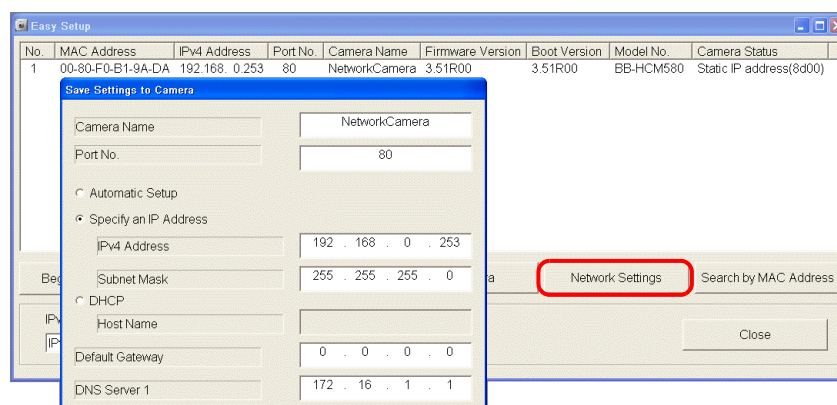 Easy Setup
No. MAC Address IPv4 Address Port No. Camera Name Firmware Version Boot Version Model No. Camera Status
1 00-80-F0-B1-9A-DA 192.168. 0.253 80 NetworkCamera 3.51R00 3.51R00 BB-HCM580 Static IP address(8d00)
Save Settings to Camera
Camera Name NetworkCamera
Port No. 80
Automatic Setup
Specify an IP Address
IPv4 Address 192 . 168 . 0 . 253
Subnet Mask 255 . 255 . 255 . 0
DHCP
Host Name
Default Gateway 0 . 0 . 0 . 0
DNS Server 1 172 . 16 . 1 . 1
Network Settings Search by MAC Address
Close